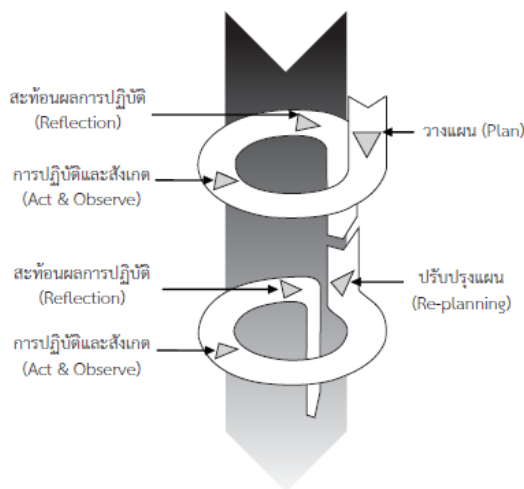 สะท้อนผลการปฏิบัติ
(Reflection)
วางแผน (Plan)
การปฏิบัติและสังเกต
(Act & Observe)
สะท้อนผลการปฏิบัติ
(Reflection)
ปรับปรุงแผน
(Re-planning)
การปฏิบัติและสังเกต
(Act & Observe)